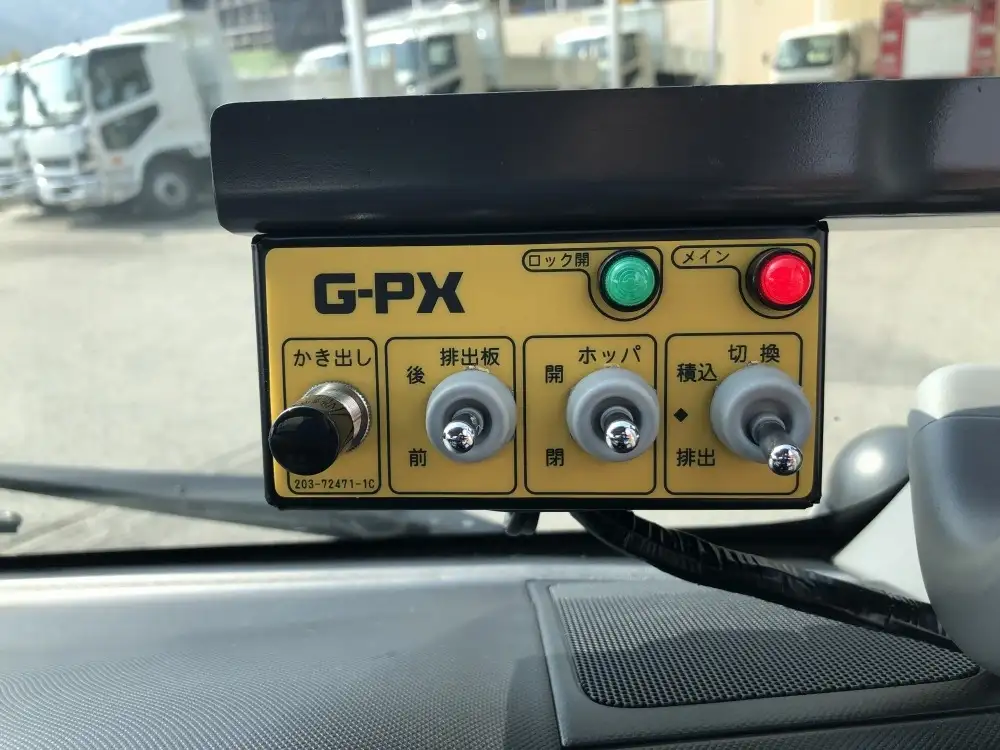 ロック開
メイン
G-PX
かき出し
排出板
後
前
ホッパ
開
閉
切換
積込
◆
排出
203-72471-1C